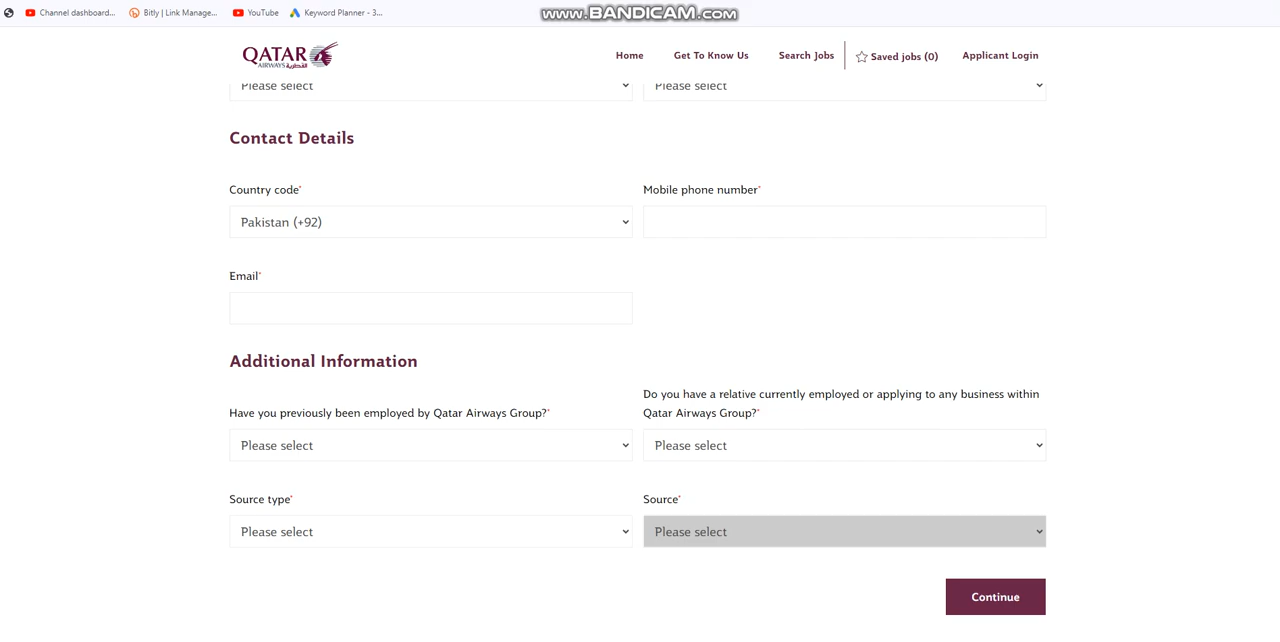 Channel dashboard... Bitly | Link Manage... YouTube Keyword Planner - 3... www.BANDICAM.com
QATAR
AIRWAYS القطرية
Home Get To Know Us Search Jobs Saved jobs (0) Applicant Login
Please select Please select
Contact Details
Country code* Mobile phone number*
Pakistan (+92)
Email*
Additional Information
Have you previously been employed by Qatar Airways Group?*
Do you have a relative currently employed or applying to any business within
Qatar Airways Group?*
Please select Please select
Source type* Source*
Please select Please select
Continue